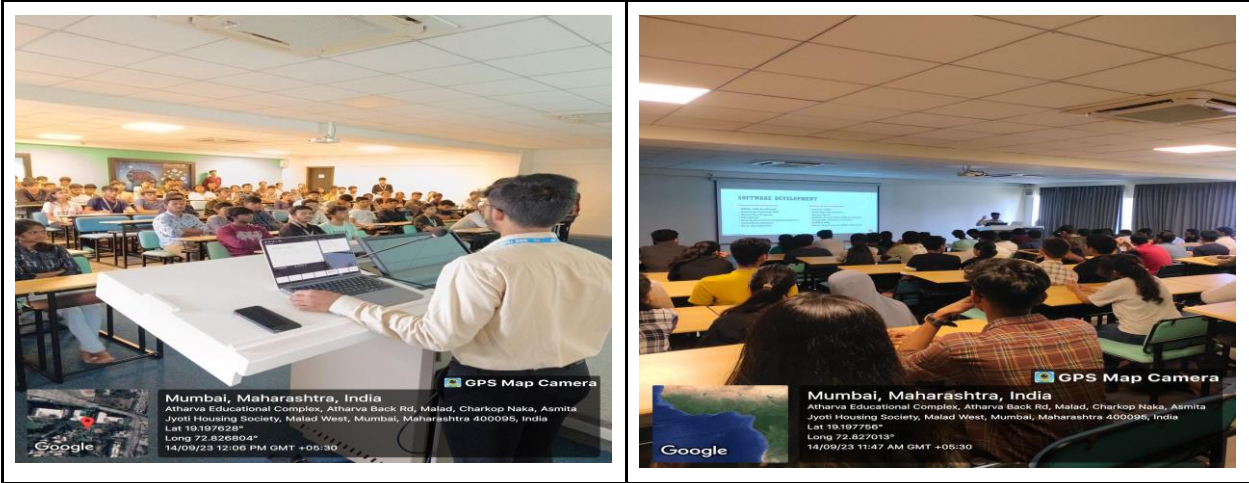 GPS Map Camera
Mumbai, Maharashtra, India
Atharva Educational Complex, Atharva Back Rd, Malad, Charkop Naka, Asmita
Jyoti Housing Society, Malad West, Mumbai, Maharashtra 400095, India
Lat 19.197628°
Long 72.826804°
14/09/23 12:06 PM GMT +05:30
Google
SOFTWARE DEVELOPMENT
GPS Map Camera
Mumbai, Maharashtra, India
Atharva Educational Complex, Atharva Back Rd, Malad, Charkop Naka, Asmita
Jyoti Housing Society, Malad West, Mumbai, Maharashtra 400095, India
Lat 19.197756°
Long 72.827013°
14/09/23 11:47 AM GMT +05:30
Google